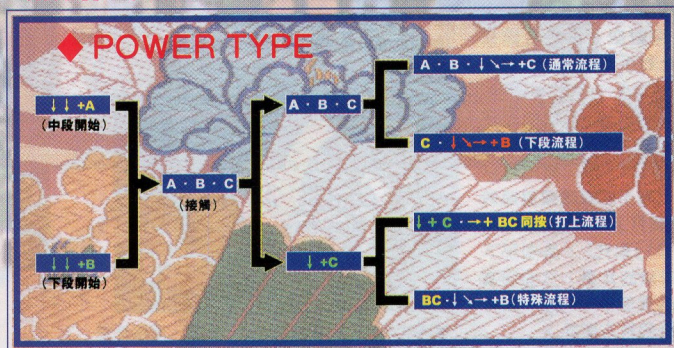 ◆ POWER TYPE
↓↓+A
(中段開始)
↓↓+B
(下段開始)
A・B・C
(接觸)
A・B・C
↓+C
A・B・↓↘→+C(通常流程)
C・↓↘→+B(下段流程)
↓+C・→+BC同按(打上流程)
BC・↓↘→+B(特殊流程)